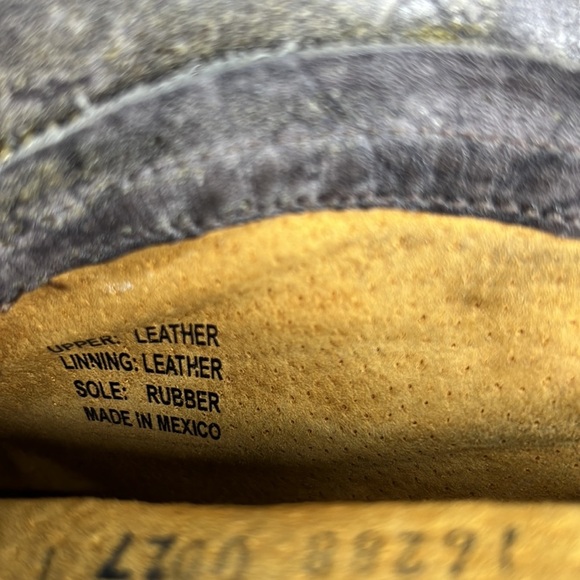 UPPER: LEATHER
LINNING: LEATHER
SOLE: RUBBER
MADE IN MEXICO